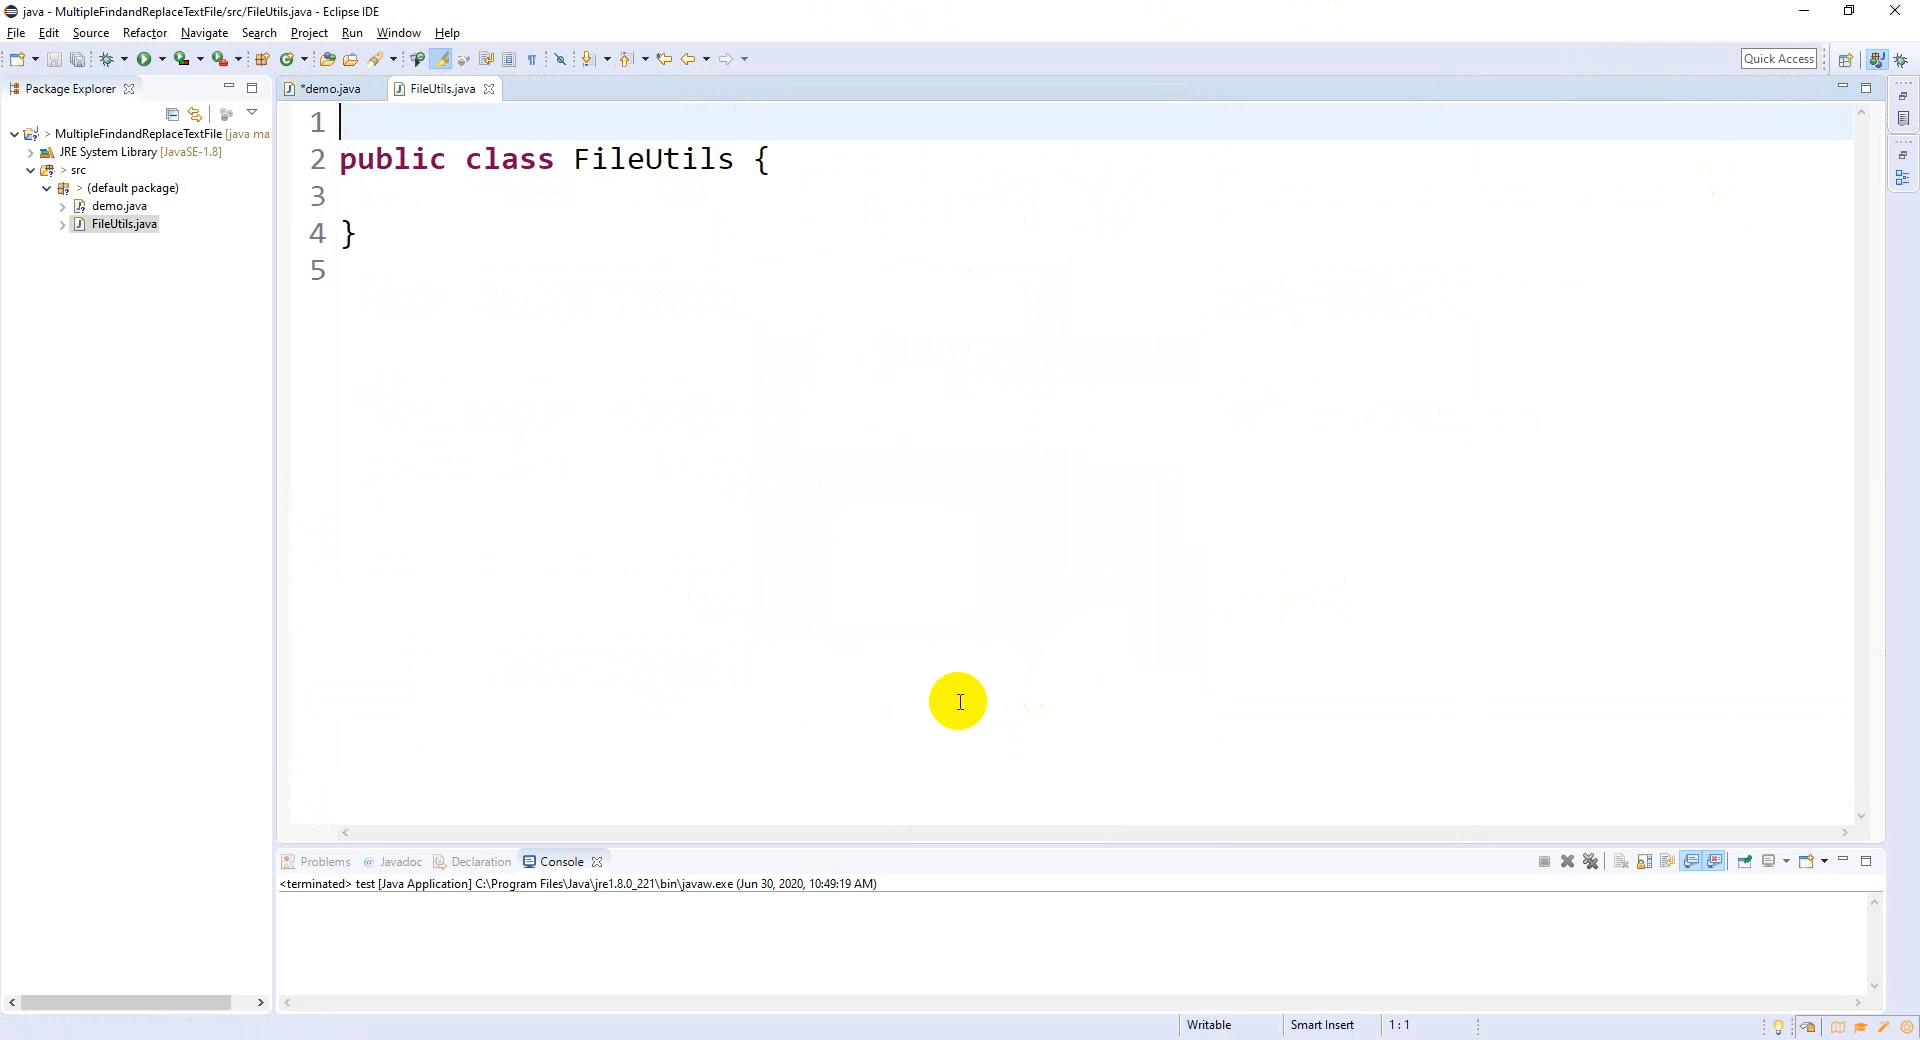 java - MultipleFindandReplaceTextFile/src/FileUtils.java - Eclipse IDE
File Edit Source Refactor Navigate Search Project Run Window Help
Quick Access
Package Explorer
*demo.java
FileUtils.java
> MultipleFindandReplaceTextFile [java ma
JRE System Library [JavaSE-1.8]
> src
> (default package)
demo.java
FileUtils.java
1
2 public class FileUtils {
3
4 }
5
Problems @ Javadoc Declaration Console
<terminated> test [Java Application] C:\Program Files\Java\jre1.8.0_221\bin\javaw.exe (Jun 30, 2020, 10:49:19 AM)
Writable Smart Insert 1 : 1